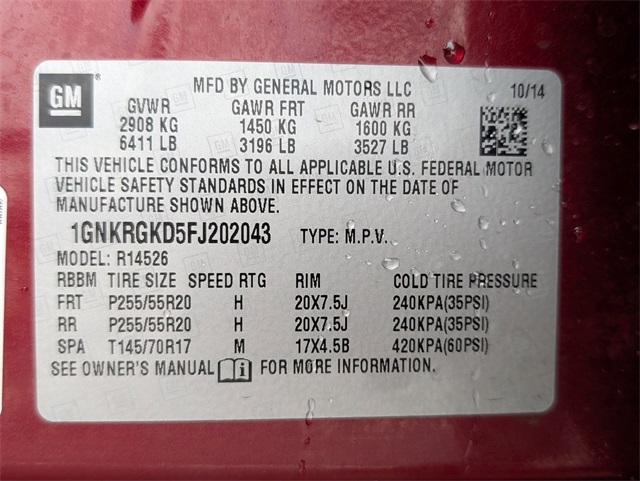 GM
MFD BY GENERAL MOTORS LLC 10/14
GVWR GAWR FRT GAWR RR
2908 KG 1450 KG 1600 KG
6411 LB 3196 LB 3527 LB
THIS VEHICLE CONFORMS TO ALL APPLICABLE U.S. FEDERAL MOTOR
VEHICLE SAFETY STANDARDS IN EFFECT ON THE DATE OF
MANUFACTURE SHOWN ABOVE.
1GNKRGKD5FJ202043 TYPE: M.P.V.
MODEL: R14526
RBBM TIRE SIZE SPEED RTG RIM COLD TIRE PRESSURE
FRT P255/55R20 H 20X7.5J 240KPA(35PSI)
RR P255/55R20 H 20X7.5J 240KPA(35PSI)
SPA T145/70R17 M 17X4.5B 420KPA(60PSI)
SEE OWNER'S MANUAL FOR MORE INFORMATION.